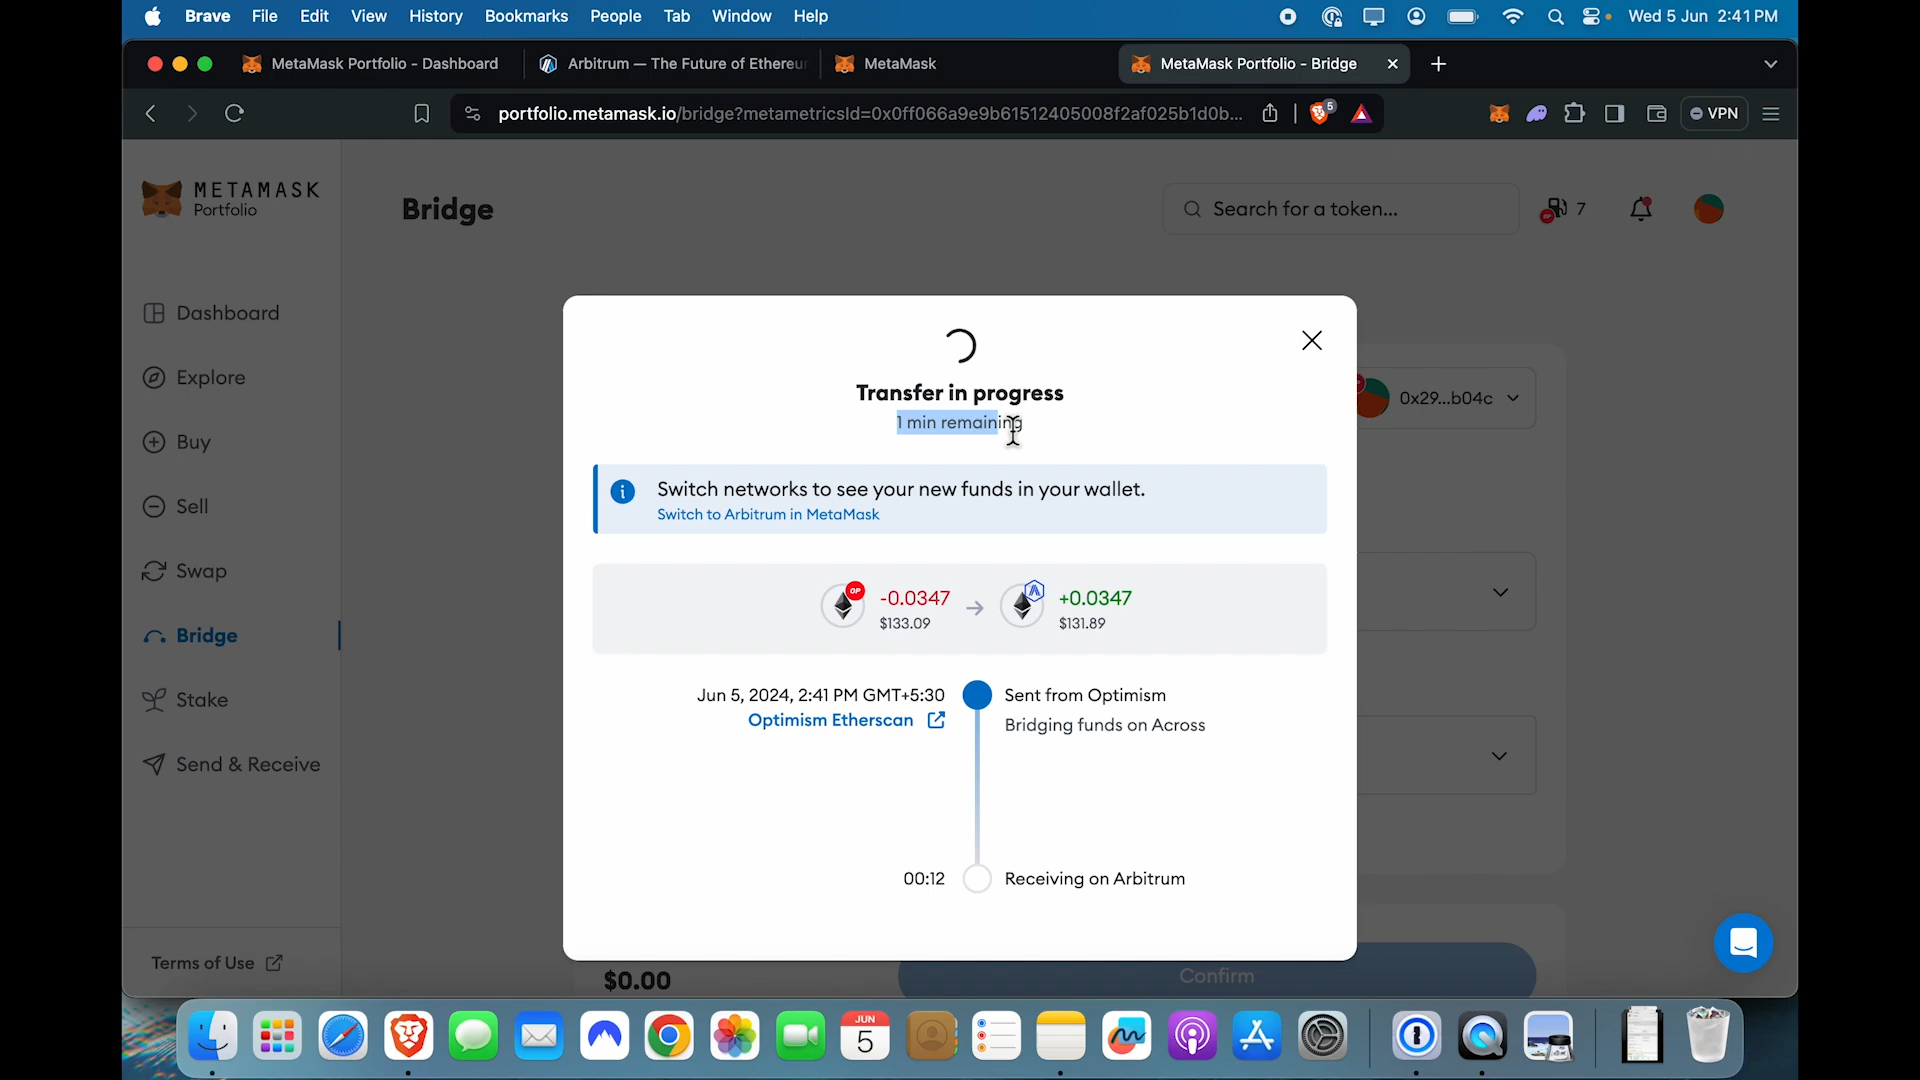 Brave File Edit View History Bookmarks People Tab Window Help Wed 5 Jun 2:41 PM
MetaMask Portfolio - Dashboard
Arbitrum — The Future of Ethereu
MetaMask
MetaMask Portfolio - Bridge
portfolio.metamask.io/bridge?metametricsId=0x0ff066a9e9b61512405008f2af025b1d0b...
5
VPN
METAMASK
Portfolio
Bridge
Search for a token...
7
Dashboard
Explore
Buy
Sell
Swap
Bridge
Stake
Send & Receive
Terms of Use
0x29...b04c
Transfer in progress
1 min remaining
Switch networks to see your new funds in your wallet.
Switch to Arbitrum in MetaMask
OP
-0.0347
$133.09
+0.0347
$131.89
Jun 5, 2024, 2:41 PM GMT+5:30
Optimism Etherscan
Sent from Optimism
Bridging funds on Across
00:12
Receiving on Arbitrum
$0.00
Confirm
JUN
5